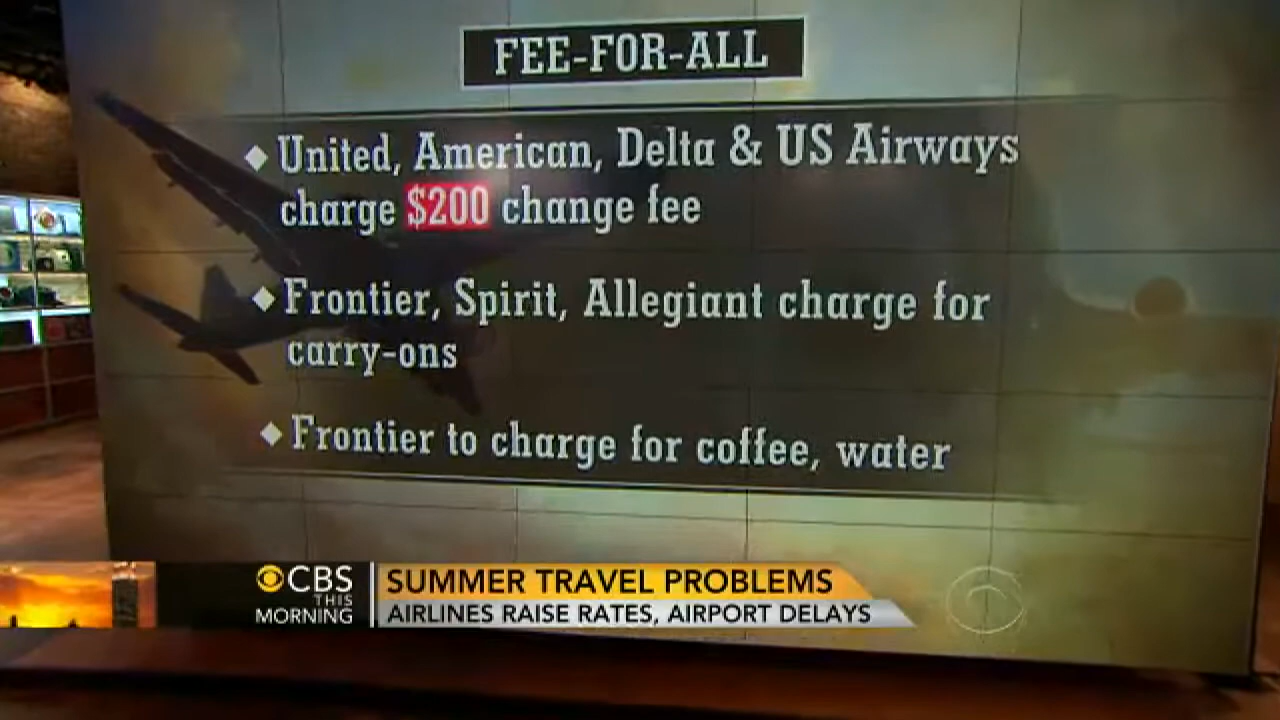 FEE-FOR-ALL
◆ United, American, Delta & US Airways
charge $200 change fee
◆ Frontier, Spirit, Allegiant charge for
carry-ons
◆ Frontier to charge for coffee, water
CBS
THIS
MORNING
SUMMER TRAVEL PROBLEMS
AIRLINES RAISE RATES, AIRPORT DELAYS